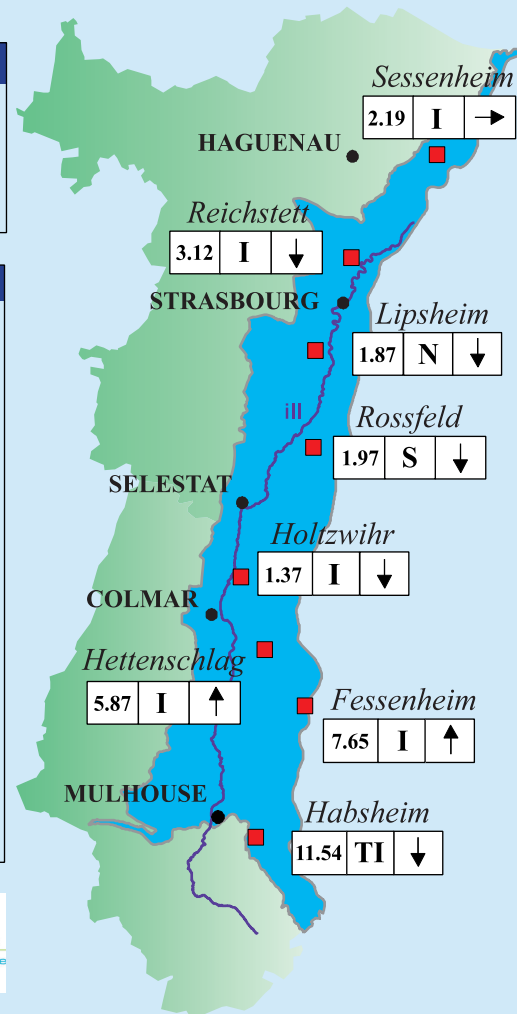 Sessenheim
2.19 I →
HAGUENAU
Reichstett
3.12 I ↓
STRASBOURG
Lipsheim
1.87 N ↓
ill
Rossfeld
1.97 S ↓
SELESTAT
Holtzwihr
1.37 I ↓
COLMAR
Hettenschlag
5.87 I ↑
Fessenheim
7.65 I ↑
MULHOUSE
Habsheim
11.54 TI ↓
e